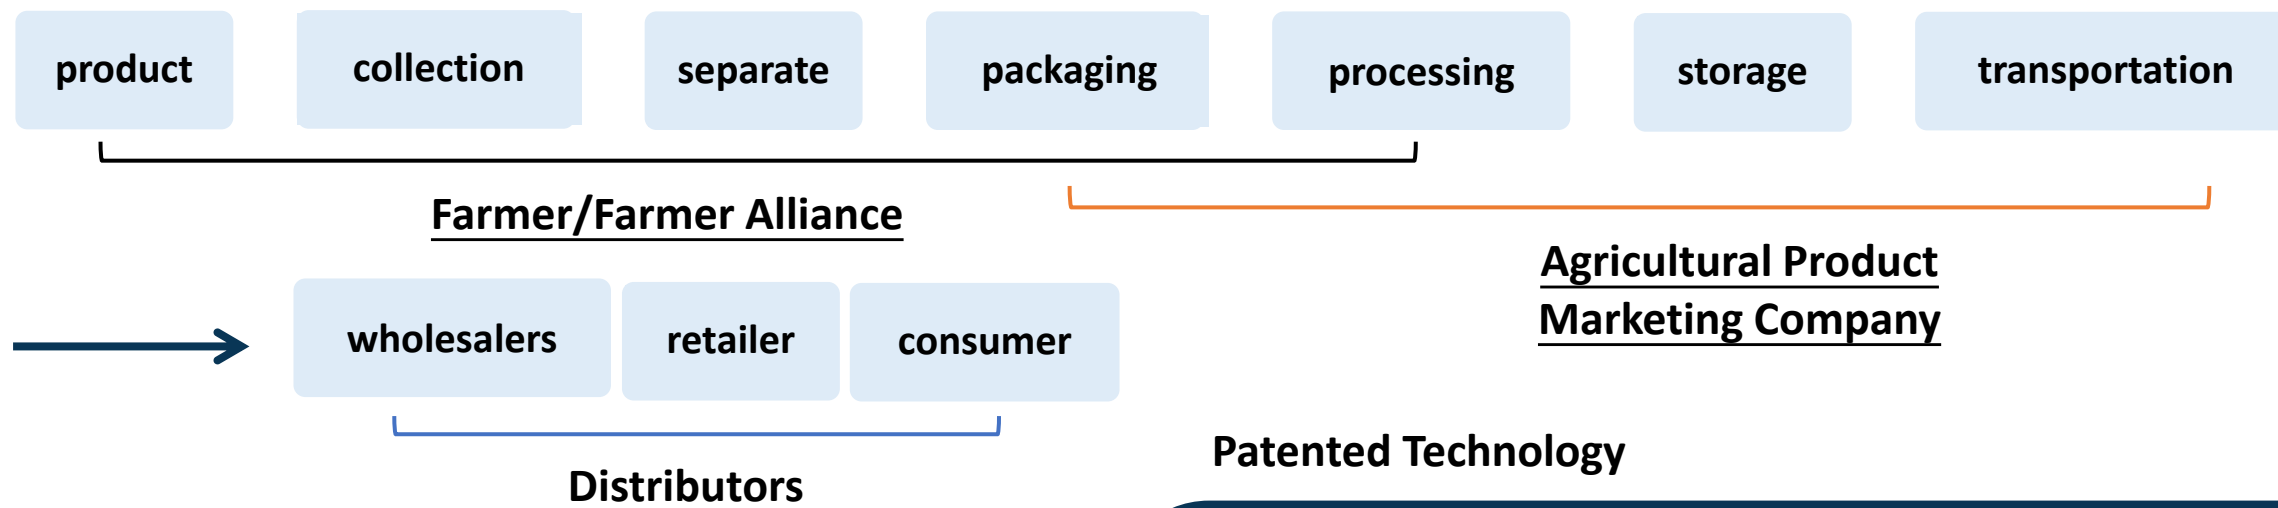 product collection separate packaging processing storage transportation
Farmer/Farmer Alliance
Agricultural Product
Marketing Company
wholesalers retailer consumer
Distributors
Patented Technology